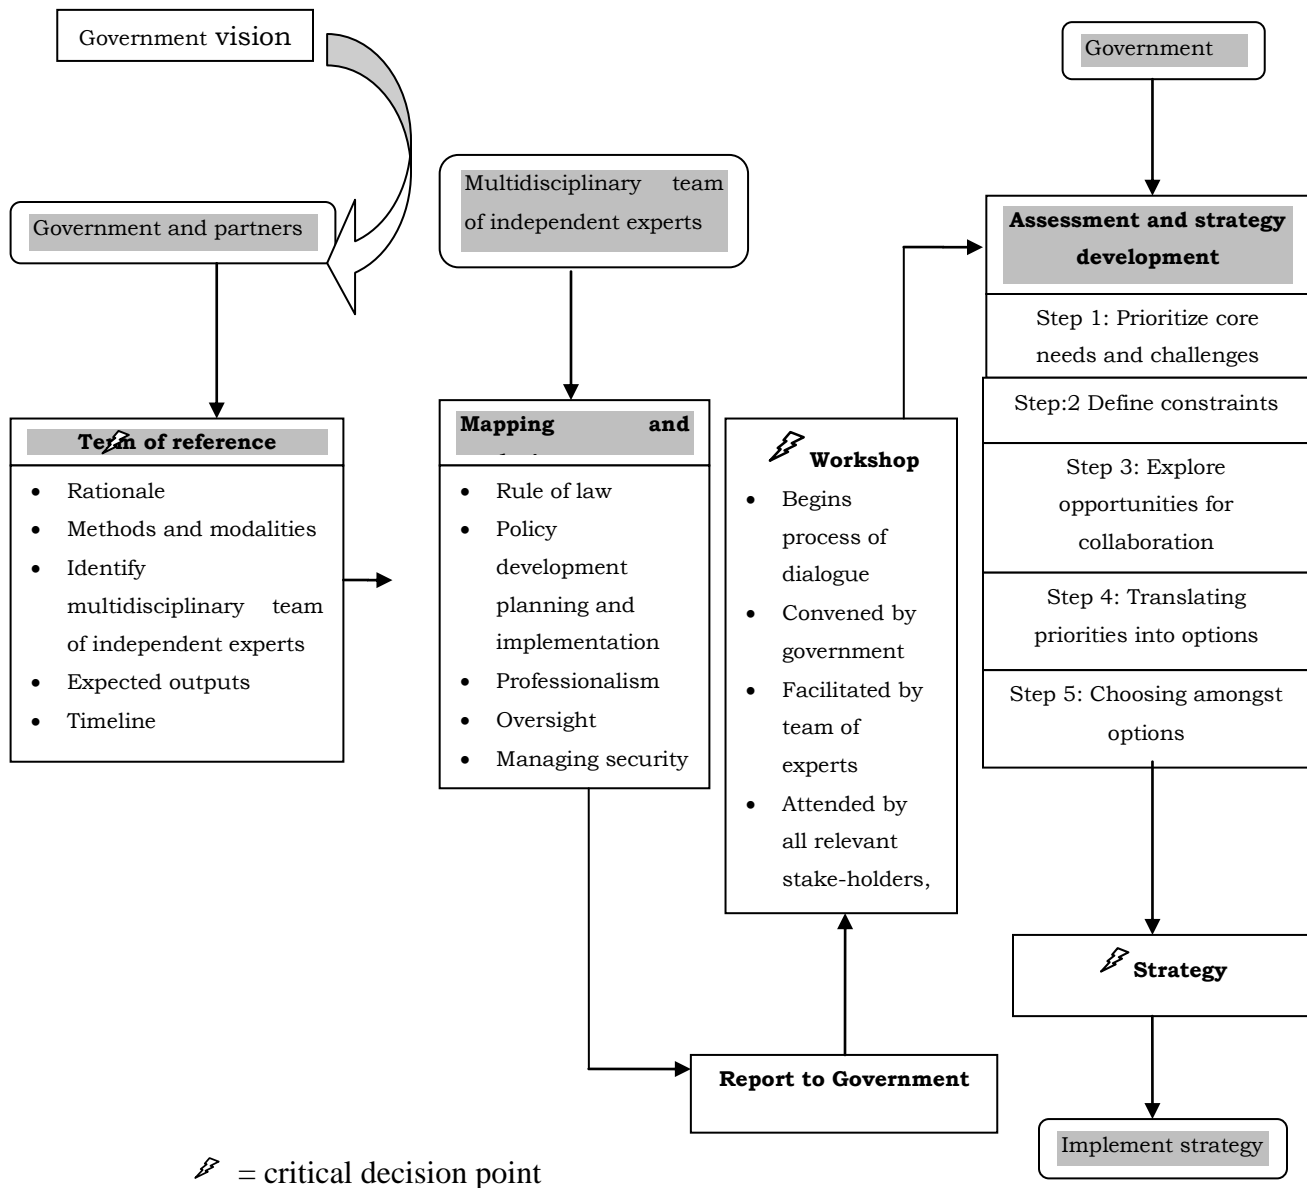 Government vision
Government and partners
Term of reference
• Rationale
• Methods and modalities
• Identify
multidisciplinary team
of independent experts
• Expected outputs
• Timeline
Multidisciplinary team
of independent experts
Mapping and
• Rule of law
• Policy
development
planning and
implementation
• Professionalism
• Oversight
• Managing security
Report to Government
Workshop
• Begins
process of
dialogue
• Convened by
government
• Facilitated by
team of
experts
• Attended by
all relevant
stake-holders,
Government
Assessment and strategy
development
Step 1: Prioritize core
needs and challenges
Step:2 Define constraints
Step 3: Explore
opportunities for
collaboration
Step 4: Translating
priorities into options
Step 5: Choosing amongst
options
Strategy
Implement strategy
= critical decision point